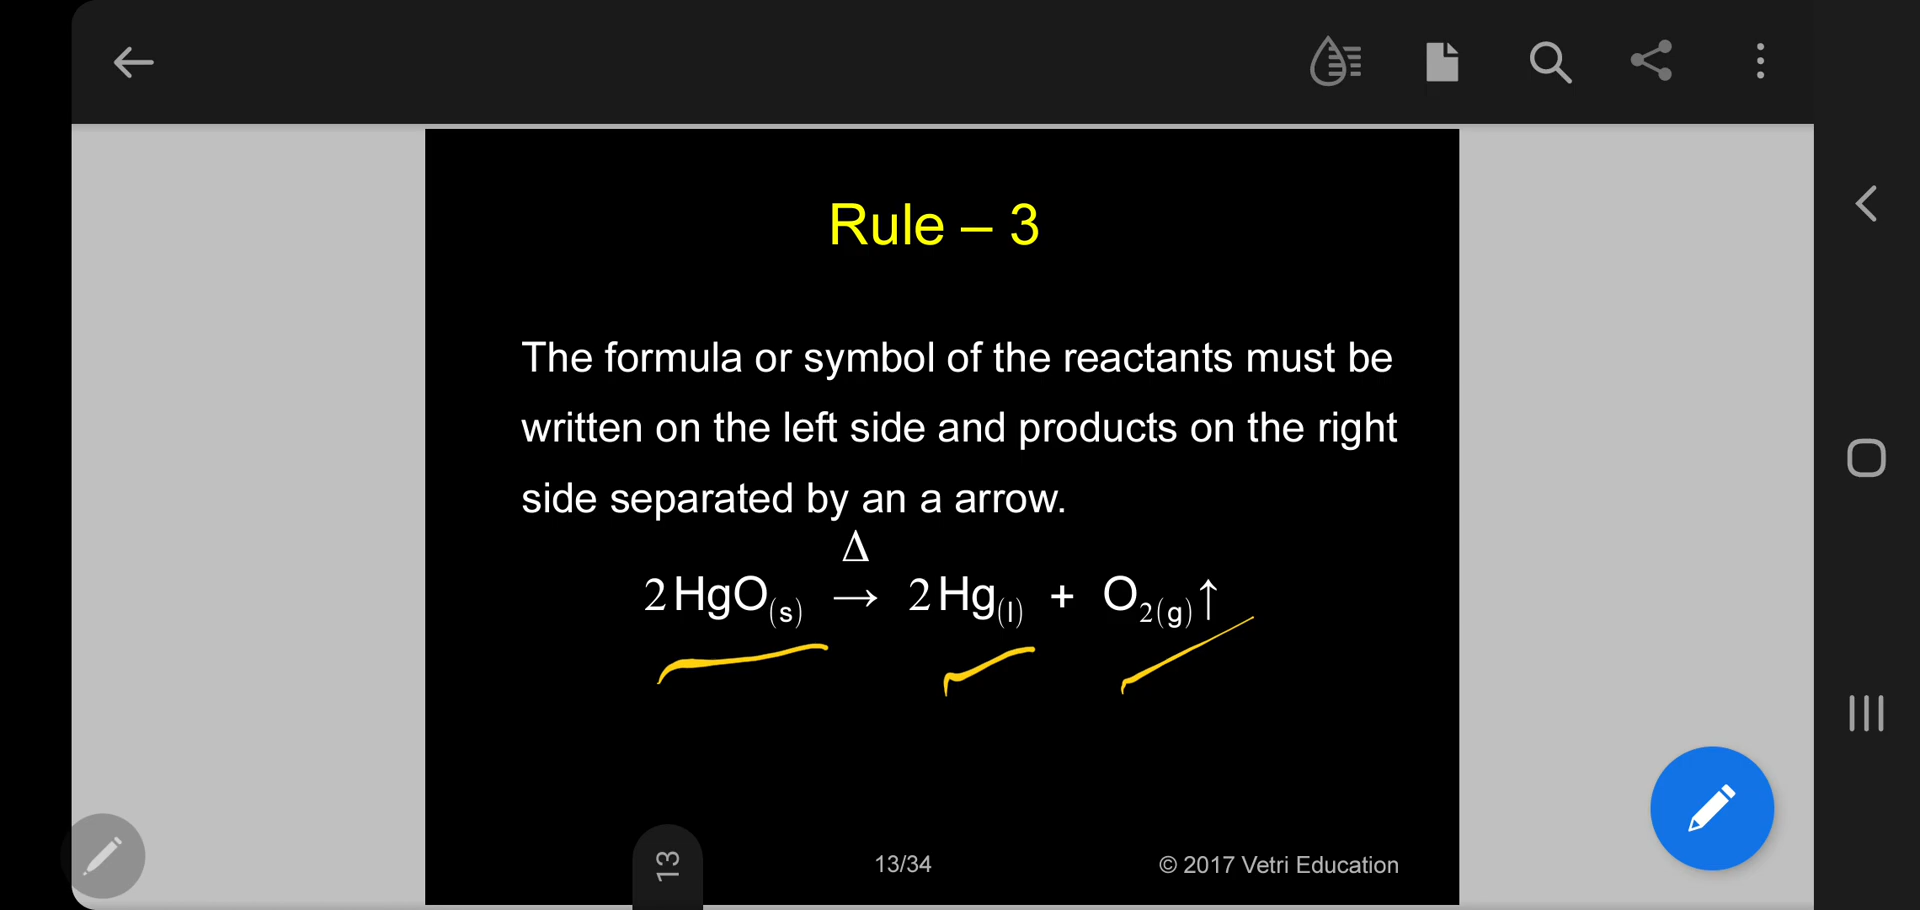 Rule – 3
The formula or symbol of the reactants must be
written on the left side and products on the right
side separated by an a arrow.
Δ
2HgO(s) → 2Hg(l) + O2(g)↑
13
13/34
© 2017 Vetri Education